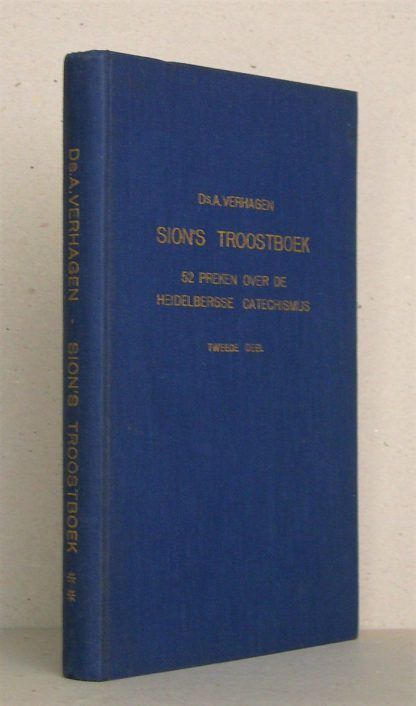 Ds. A. VERHAGEN
SION'S TROOSTBOEK
52 PREKEN OVER DE
HEIDELBERGSE CATECHISMUS
TWEEDE DEEL
Ds. A. VERHAGEN - SION'S TROOSTBOEK **